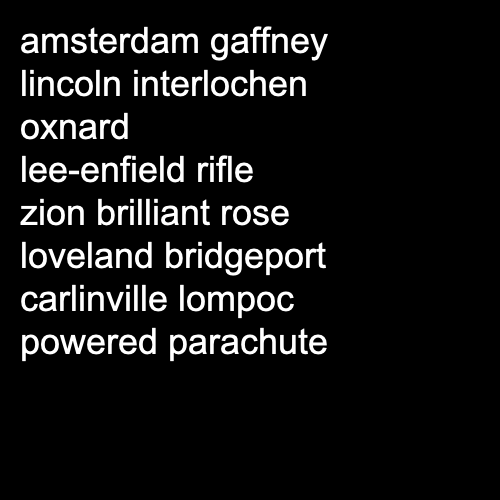 amsterdam gaffney
lincoln interlochen
oxnard
lee-enfield rifle
zion brilliant rose
loveland bridgeport
carlinville lompoc
powered parachute